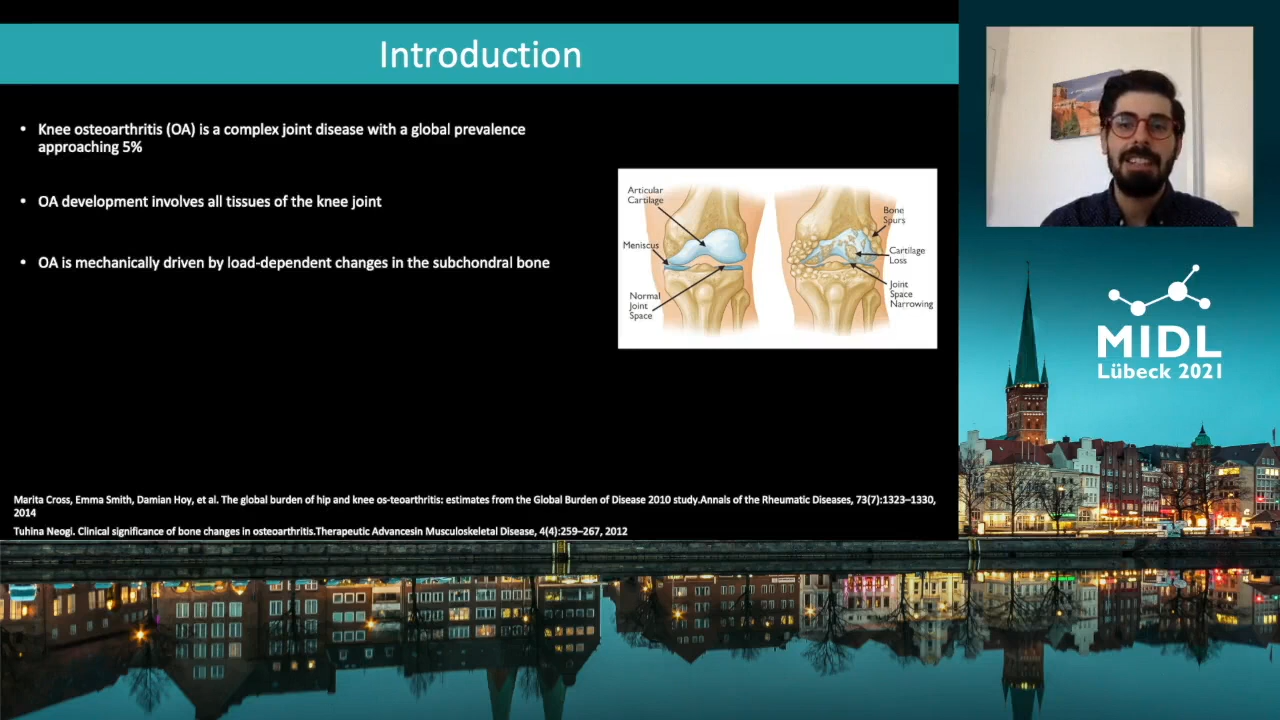 Introduction
• Knee osteoarthritis (OA) is a complex joint disease with a global prevalence
approaching 5%
• OA development involves all tissues of the knee joint
• OA is mechanically driven by load-dependent changes in the subchondral bone
Articular
Cartilage
Meniscus
Normal
Joint
Space
Bone
Spurs
Cartilage
Loss
Joint
Space
Narrowing
Marita Cross, Emma Smith, Damian Hoy, et al. The global burden of hip and knee os-teoarthritis: estimates from the Global Burden of Disease 2010 study.Annals of the Rheumatic Diseases, 73(7):1323–1330,
2014
Tuhina Neogi. Clinical significance of bone changes in osteoarthritis.Therapeutic Advancesin Musculoskeletal Disease, 4(4):259–267, 2012
MIDL
Lübeck 2021